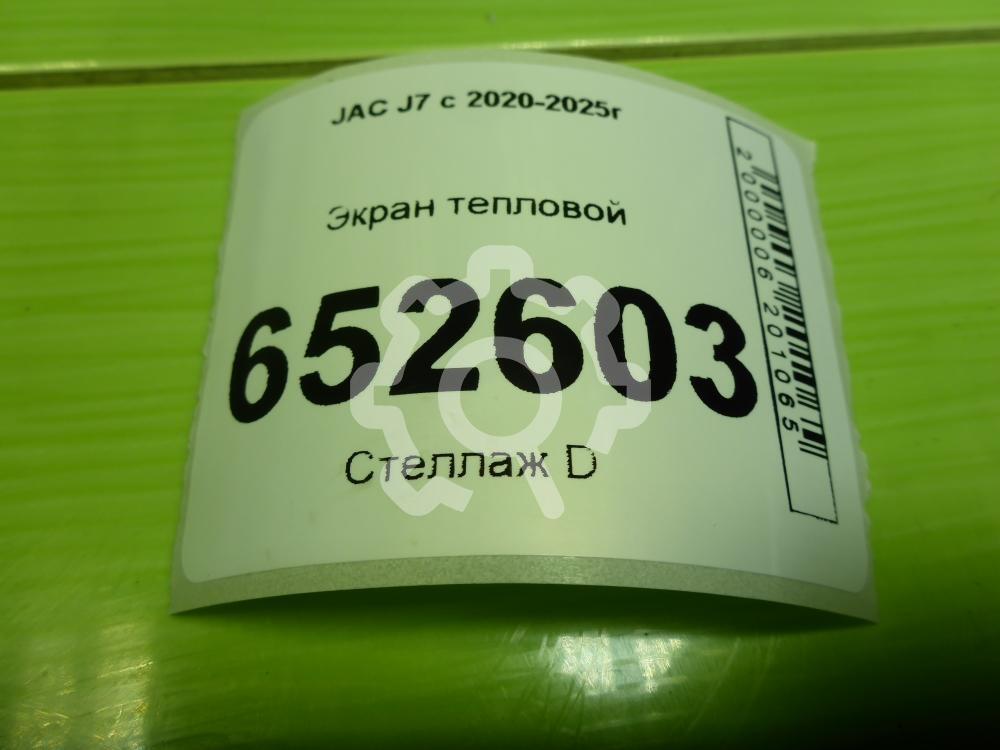 JAC J7 с 2020-2025г
Экран тепловой
652603
Стеллаж D
2000006201065